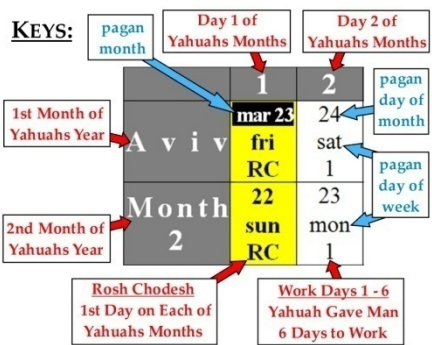 KEYS:
pagan
month
Day 1 of
Yahuahs Months
Day 2 of
Yahuahs Months
1 2
1st Month of
Yahuahs Year
Aviv
mar 23
fri
RC
24
sat
1
pagan
day of
month
pagan
day of
week
2nd Month of
Yahuahs Year
Month
2
22
sun
RC
23
mon
1
Rosh Chodesh
1st Day on Each of
Yahuahs Months
Work Days 1 - 6
Yahuah Gave Man
6 Days to Work